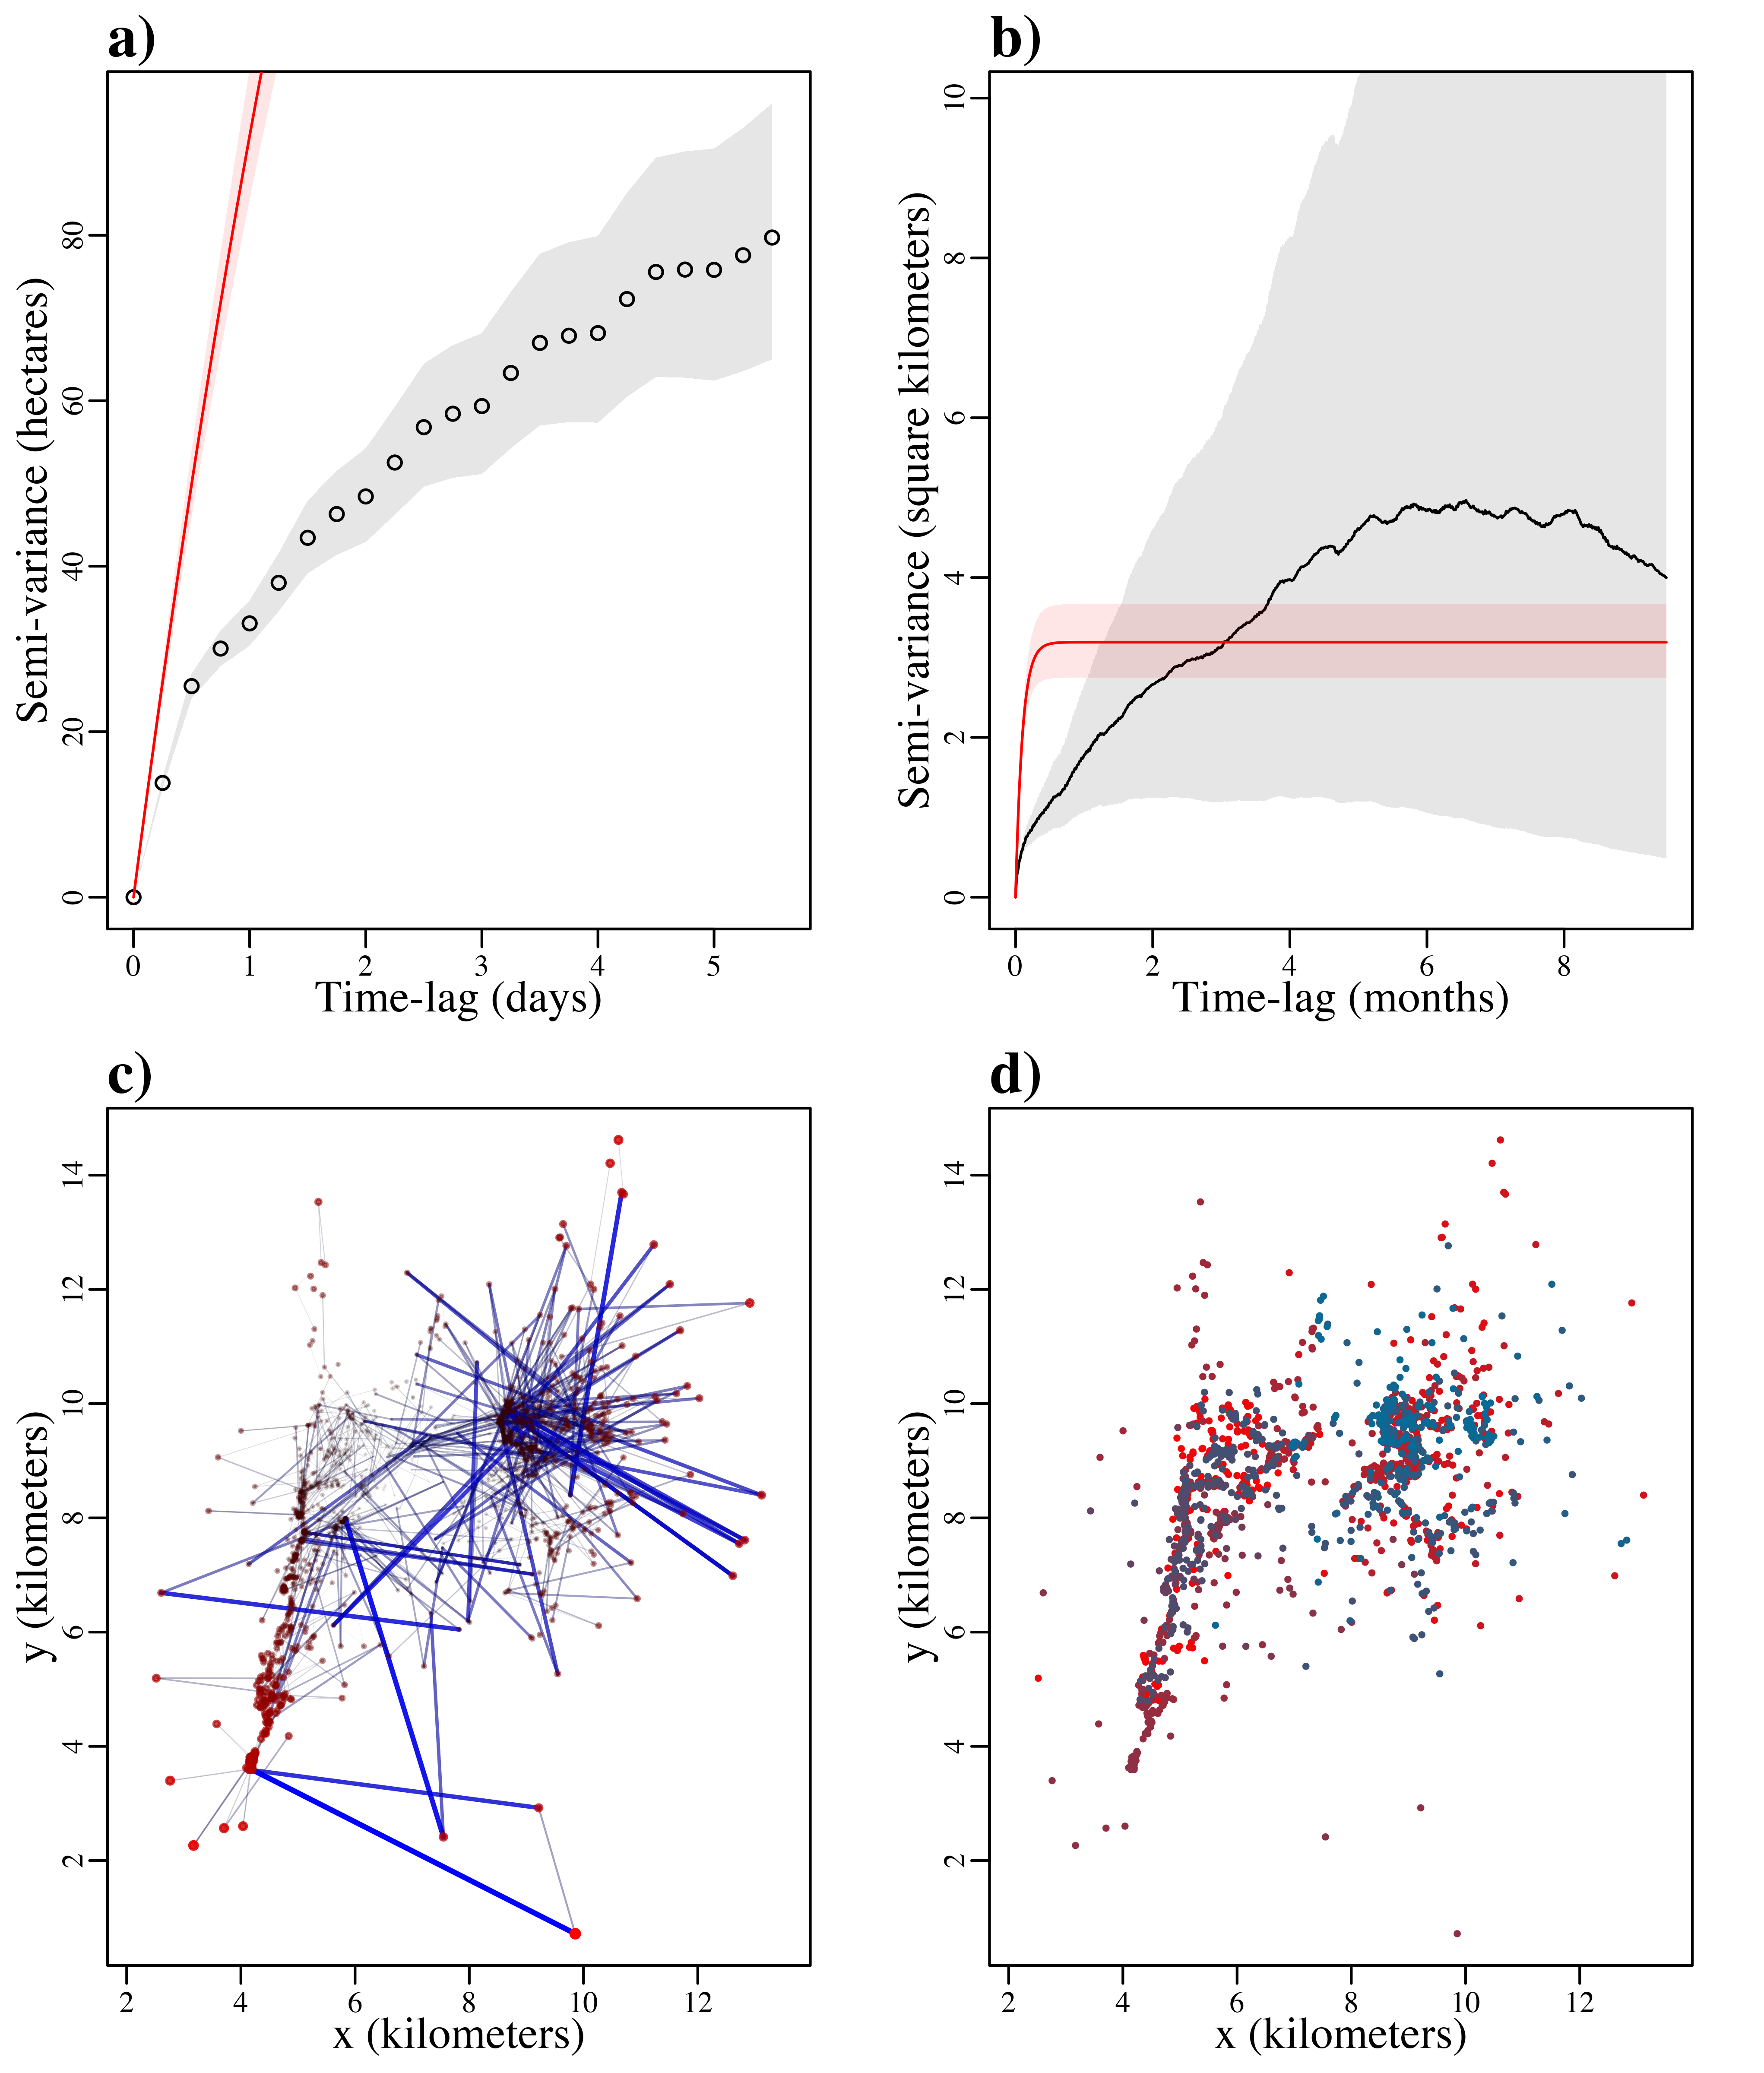 a)
Semi-variance (hectares)
0 20 40 60 80
0 1 2 3 4 5
Time-lag (days)
b)
Semi-variance (square kilometers)
0 2 4 6 8 10
0 2 4 6 8
Time-lag (months)
c)
y (kilometers)
2 4 6 8 10 12 14
2 4 6 8 10 12
x (kilometers)
d)
y (kilometers)
2 4 6 8 10 12 14
2 4 6 8 10 12
x (kilometers)